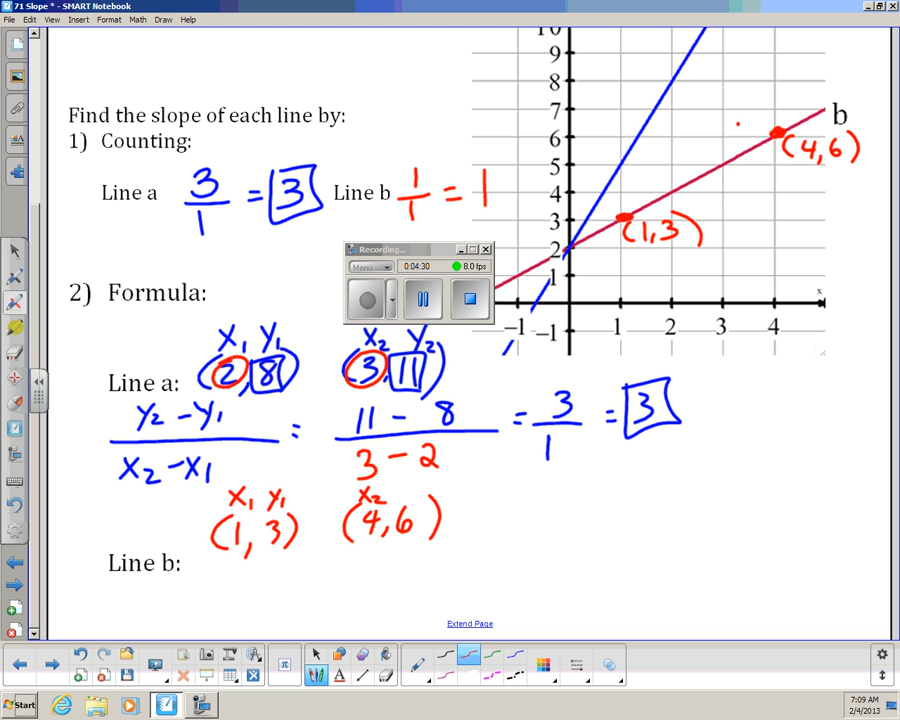 71 Slope * - SMART Notebook
File Edit View Insert Format Math Draw Help
10
9
8
7
6
5
4
3
2
1
-1
-1
1
2
3
4
x
b
(4,6)
(1,3)
Find the slope of each line by:
1) Counting:
Line a 3/1 = 3 Line b 1/1 = 1
Recording...
Menu 0:04:30 8.0 fps
2) Formula:
x1 y1 x2 y2
Line a: (2,8) (3,11)
y2 - y1 / x2 - x1 = 11 - 8 / 3 - 2 = 3/1 = 3
x1 y1 x2
(1,3) (4,6)
Line b:
Extend Page
Start
7:09 AM
2/4/2013